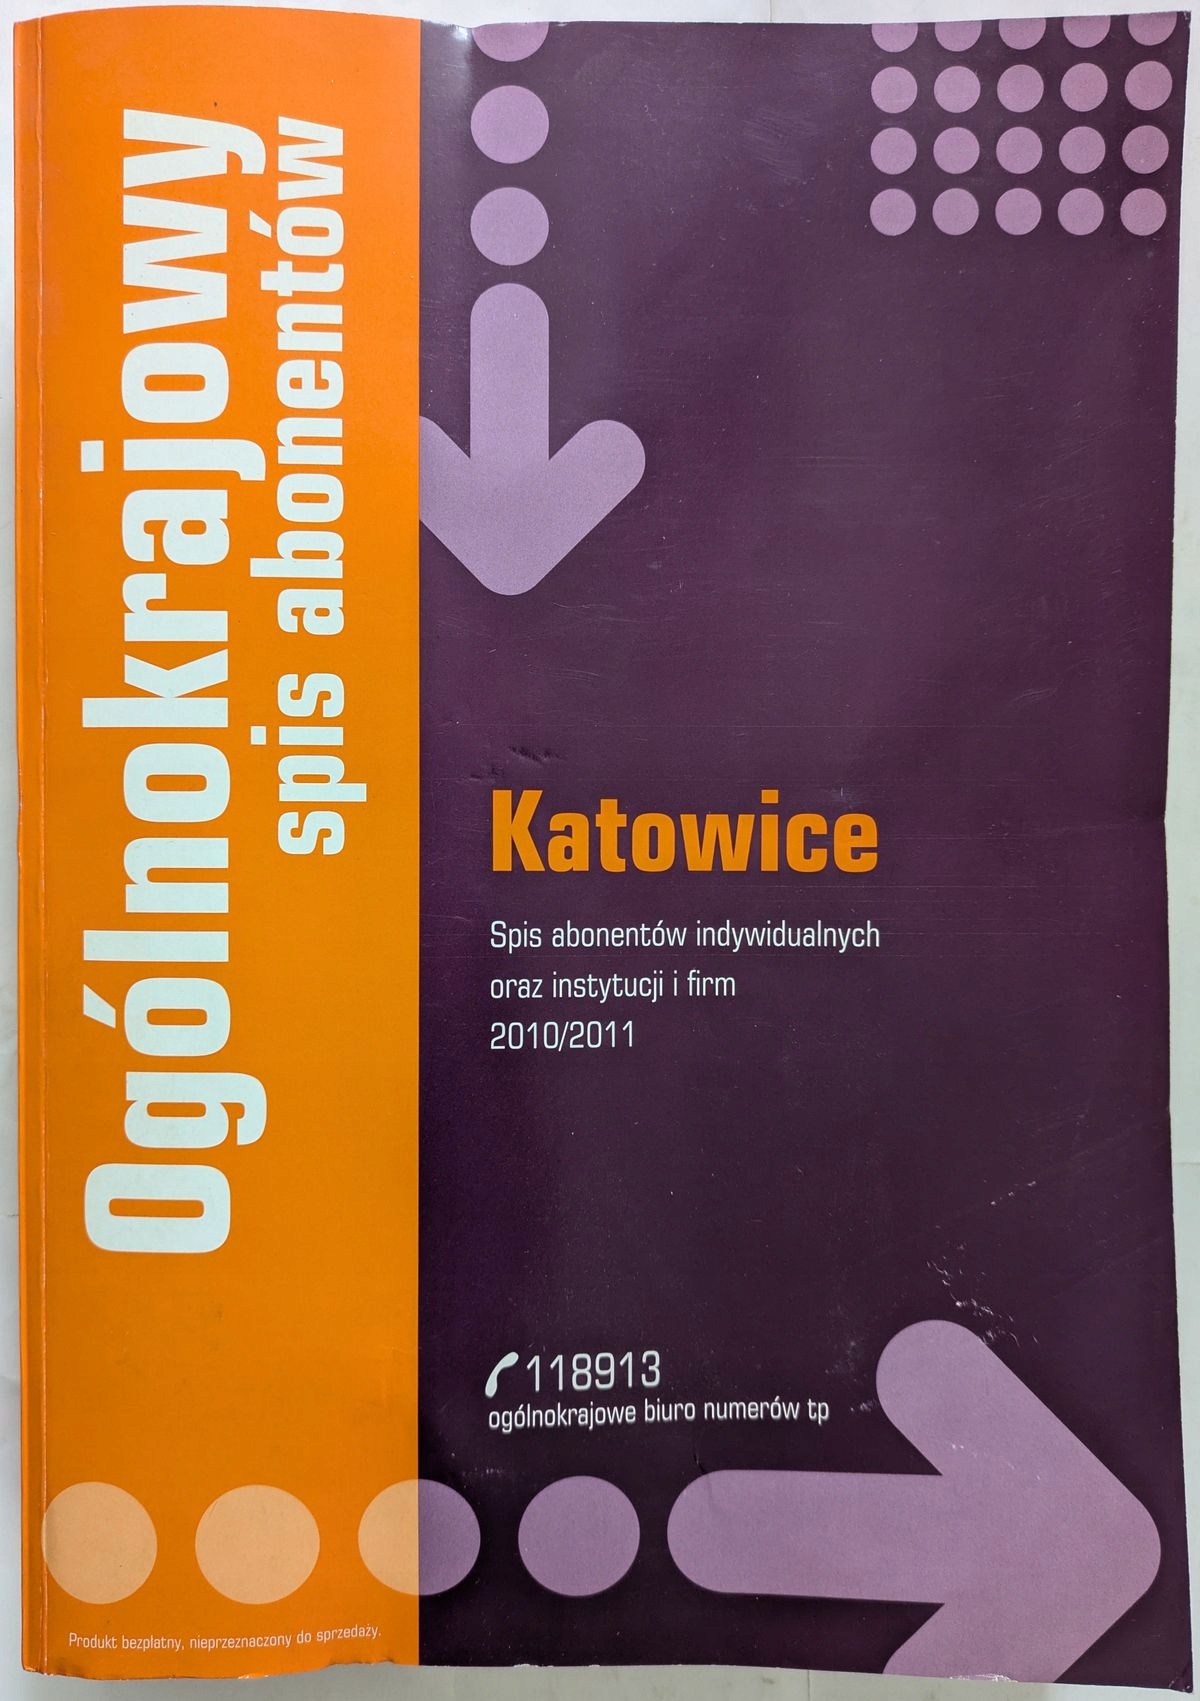 Ogólnokrajowy
spis abonentów
Katowice
Spis abonentów indywidualnych
oraz instytucji i firm
2010/2011
118913
ogólnokrajowe biuro numerów tp
Produkt bezpłatny, nieprzeznaczony do sprzedaży.